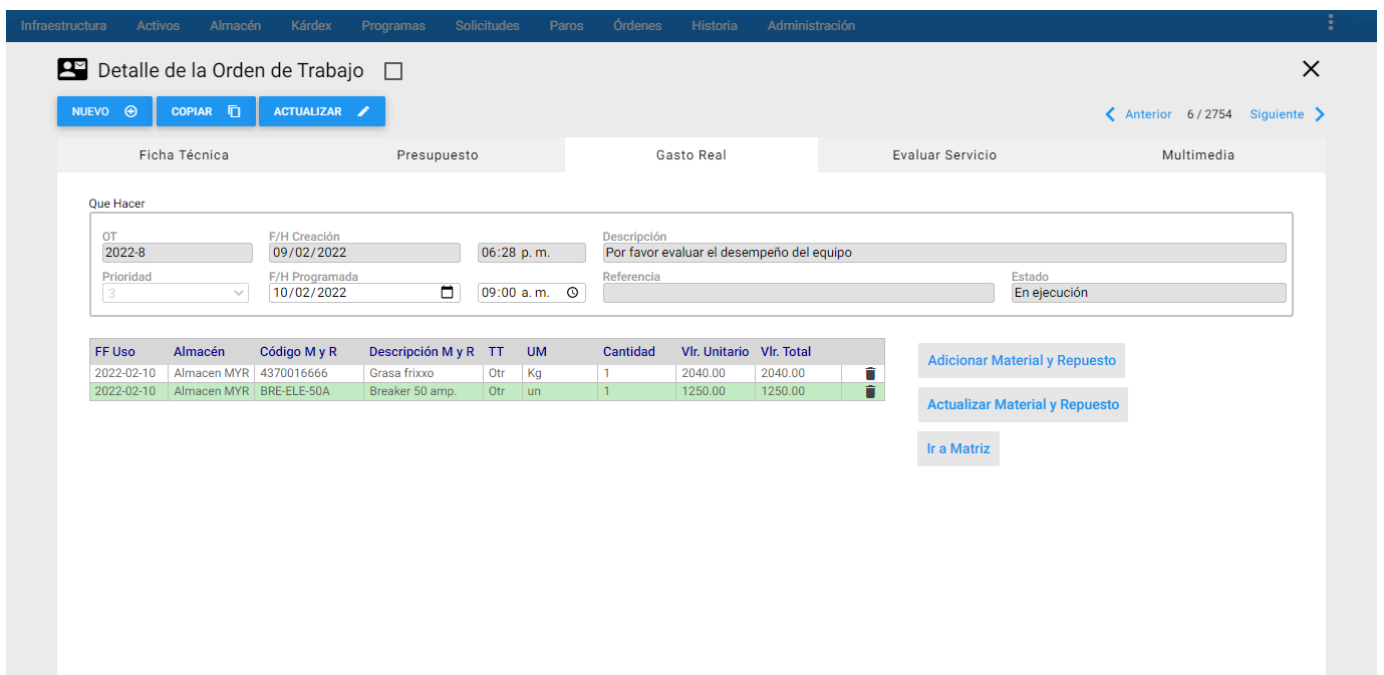 Infraestructura Activos Almacén Kárdex Programas Solicitudes Paros Órdenes Historia Administración
Detalle de la Orden de Trabajo
NUEVO COPIAR ACTUALIZAR Anterior 6 / 2754 Siguiente
Ficha Técnica Presupuesto Gasto Real Evaluar Servicio Multimedia
Que Hacer
OT F/H Creación Descripción
2022-8 09/02/2022 06:28 p. m. Por favor evaluar el desempeño del equipo
Prioridad F/H Programada Referencia Estado
3 10/02/2022 09:00 a. m. En ejecución
FF Uso Almacén Código M y R Descripción M y R TT UM Cantidad Vlr. Unitario Vlr. Total
2022-02-10 Almacen MYR 4370016666 Grasa frixxo Otr Kg 1 2040.00 2040.00
2022-02-10 Almacen MYR BRE-ELE-50A Breaker 50 amp. Otr un 1 1250.00 1250.00
Adicionar Material y Repuesto
Actualizar Material y Repuesto
Ir a Matriz